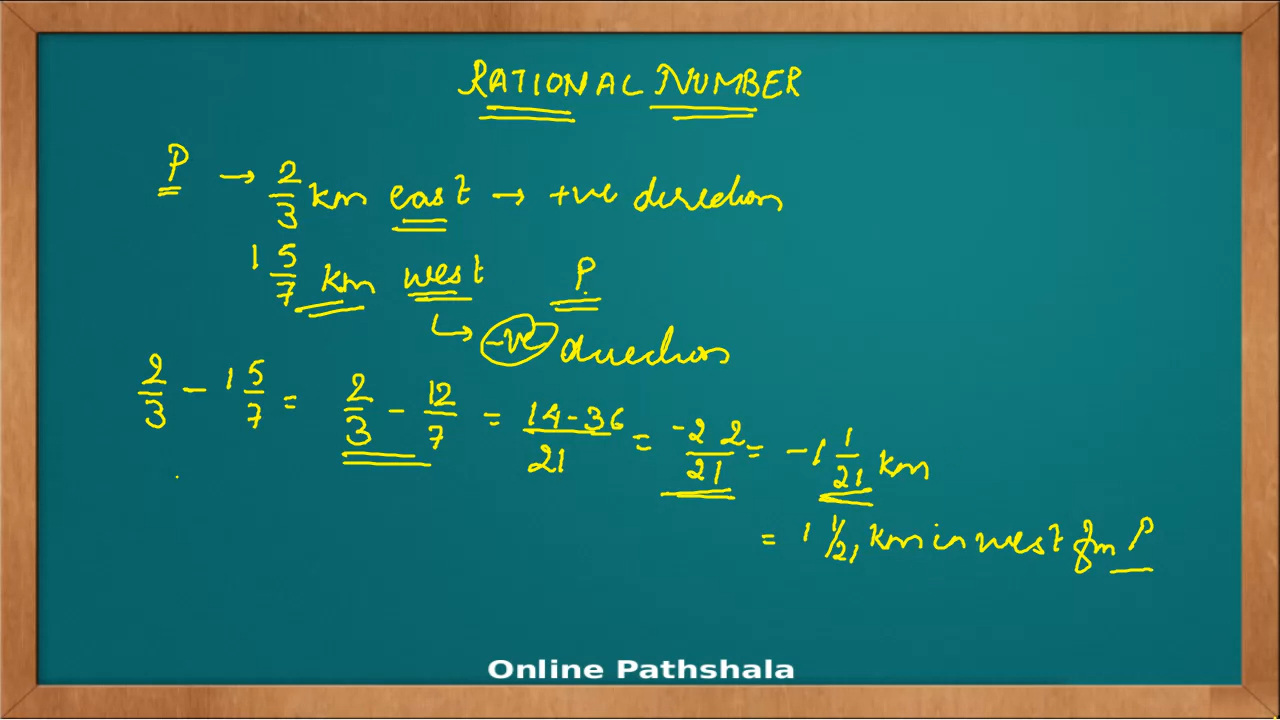 RATIONAL NUMBER
P → 2/3 km east → +ve direction
1 5/7 km west P
↳ -ve direction
2/3 - 1 5/7 = 2/3 - 12/7 = 14-36/21 = -22/21 = -1 1/21 km
= 1 1/21 km in west fm P
Online Pathshala